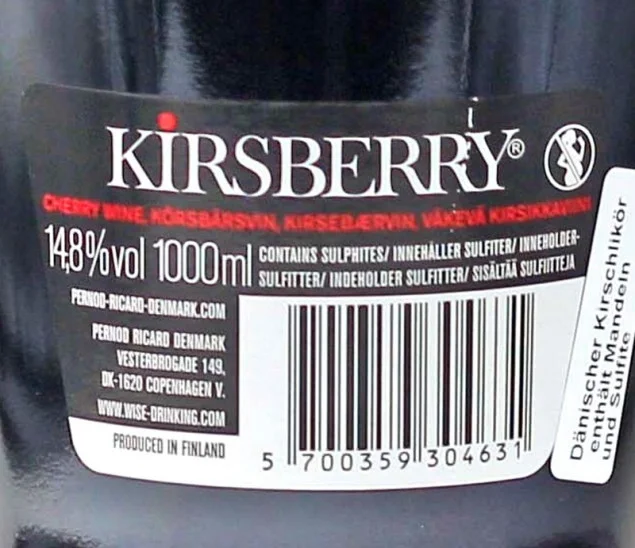 KiRSBERRY®
CHERRY WINE, KÖRSBÄRSVIN, KIRSEBÆRVIN, VÄKEVÄ KIRSIKKAVIINI
14,8%vol 1000ml
CONTAINS SULPHITES/ INNEHÅLLER SULFITER/ INNEHOLDER-
SULFITTER/ INDEHOLDER SULFITTER/ SISÄLTÄÄ SULFIITTEJA
PERNOD-RICARD-DENMARK.COM
PERNOD RICARD DENMARK
VESTERBROGADE 149,
DK-1620 COPENHAGEN V.
WWW.WISE-DRINKING.COM
PRODUCED IN FINLAND
5 700359 304631
Dänischer Kirschlikör
enthält Mandeln
und Sulfite